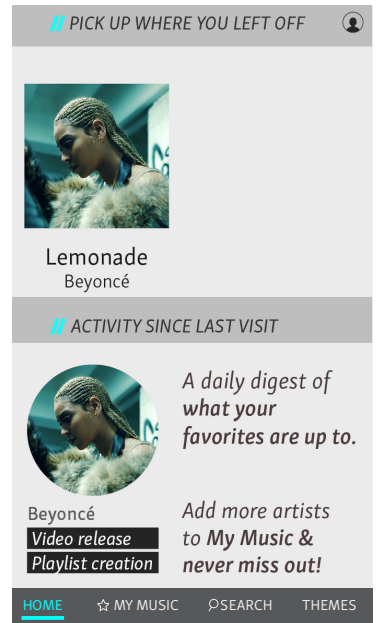 // PICK UP WHERE YOU LEFT OFF
Lemonade
Beyoncé
// ACTIVITY SINCE LAST VISIT
A daily digest of
what your
favorites are up to.
Beyoncé
Video release
Playlist creation
Add more artists
to My Music &
never miss out!
HOME ☆ MY MUSIC SEARCH THEMES